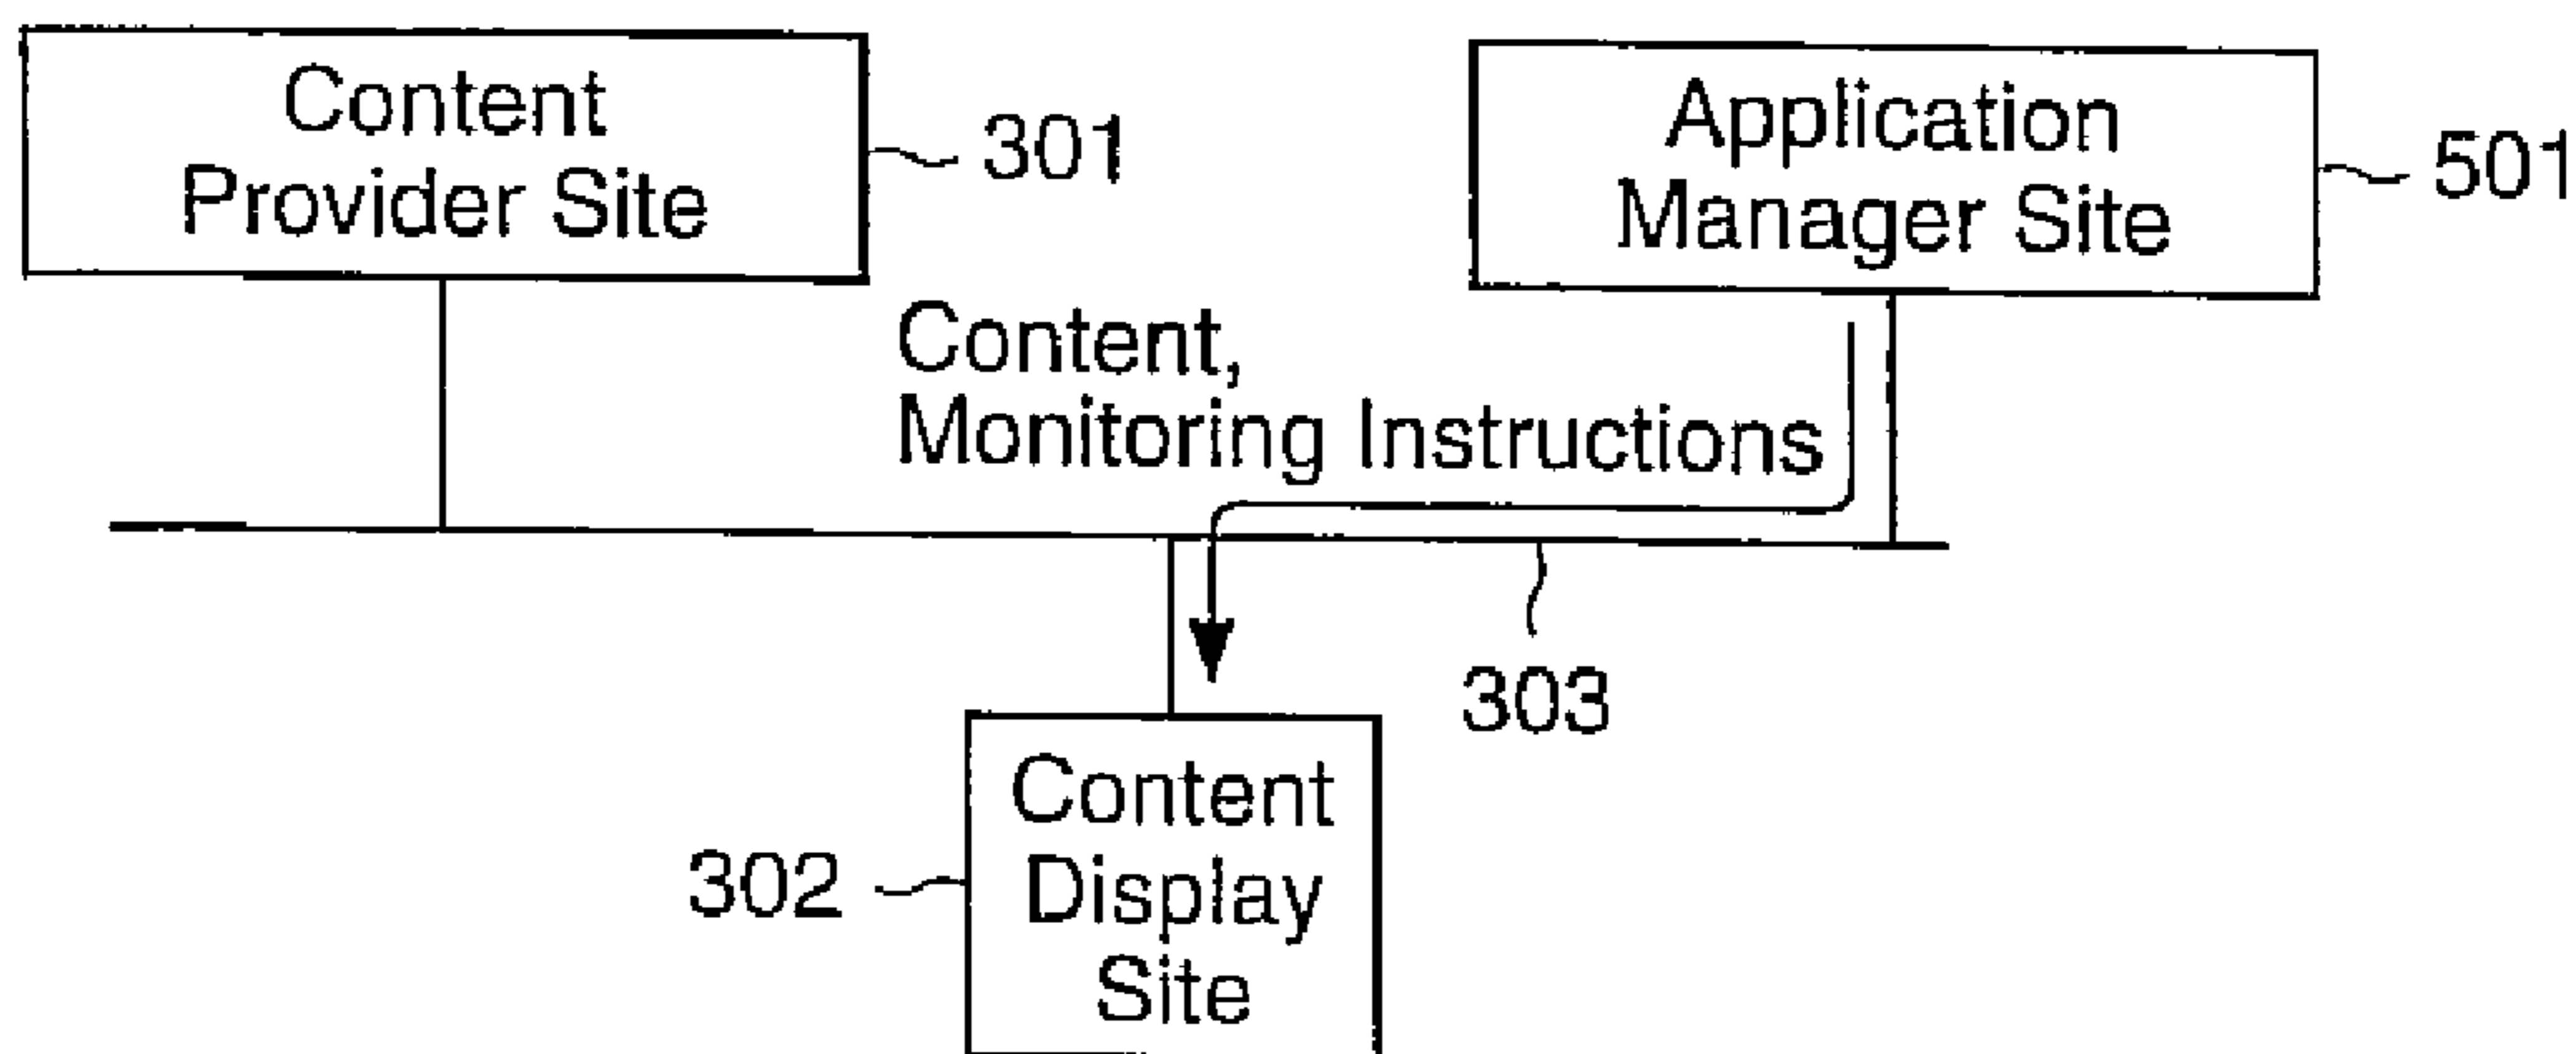 Content
Provider Site
301
Application
Manager Site
501
Content,
Monitoring Instructions
303
302
Content
Display
Site